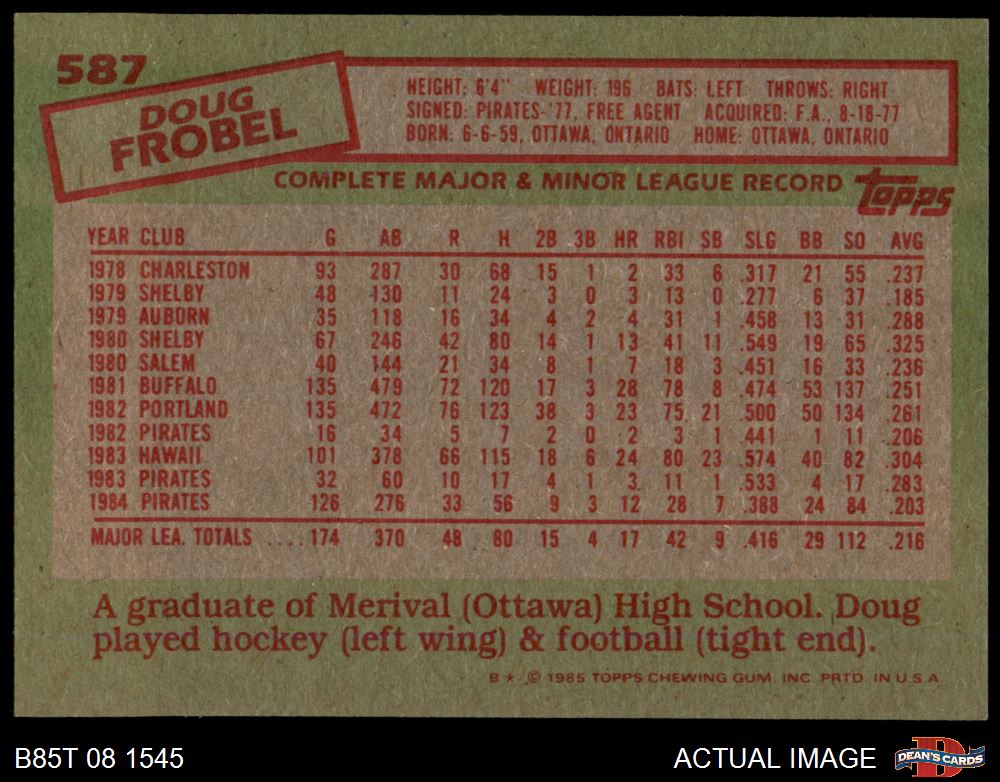 587
DOUG
FROBEL
HEIGHT: 6'4" WEIGHT: 196 BATS: LEFT THROWS: RIGHT
SIGNED: PIRATES-'77, FREE AGENT ACQUIRED: F.A., 8-18-77
BORN: 6-6-59, OTTAWA, ONTARIO HOME: OTTAWA, ONTARIO
COMPLETE MAJOR & MINOR LEAGUE RECORD topps
YEAR CLUB G AB R H 2B 3B HR RBI SB SLG BB SO AVG
1978 CHARLESTON 93 287 30 68 15 1 2 33 6 .317 21 55 .237
1979 SHELBY 48 130 11 24 3 0 3 13 0 .277 6 37 .185
1979 AUBORN 35 118 16 34 4 2 4 31 1 .458 13 31 .288
1980 SHELBY 67 246 42 80 14 1 13 41 11 .549 19 65 .325
1980 SALEM 40 144 21 34 8 1 7 18 3 .451 16 33 .236
1981 BUFFALO 135 479 72 120 17 3 28 78 8 .474 53 137 .251
1982 PORTLAND 135 472 76 123 38 3 23 75 21 .500 50 134 .261
1982 PIRATES 16 34 5 7 2 0 2 3 1 .441 1 11 .206
1983 HAWAII 101 378 66 115 18 6 24 80 23 .574 40 82 .304
1983 PIRATES 32 60 10 17 4 1 3 11 1 .533 4 17 .283
1984 PIRATES 126 276 33 56 9 3 12 28 7 .388 24 84 .203
MAJOR LEA. TOTALS ....174 370 48 80 15 4 17 42 9 .416 29 112 .216
A graduate of Merival (Ottawa) High School. Doug
played hockey (left wing) & football (tight end).
B★ © 1985 TOPPS CHEWING GUM. INC. PRTD. IN U.S.A.
B85T 08 1545 ACTUAL IMAGE DEAN'S CARDS